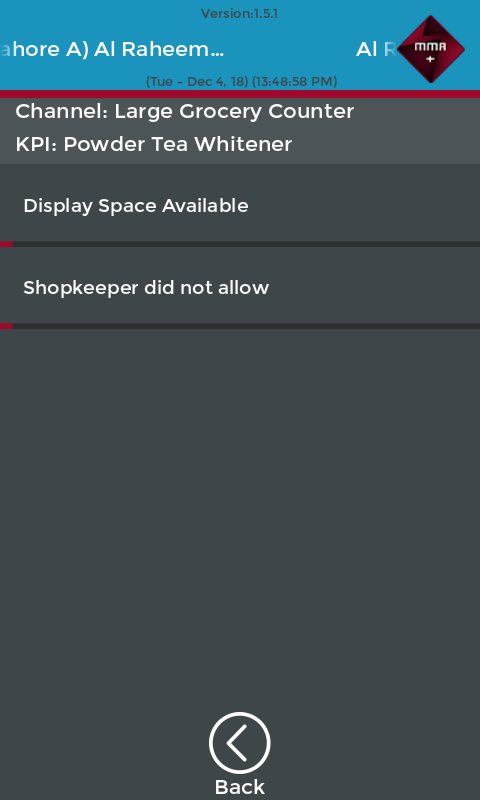 Version:1.5.1
ahore A) Al Raheem... Al R
MMA
+
(Tue - Dec 4, 18) (13:48:58 PM)
Channel: Large Grocery Counter
KPI: Powder Tea Whitener
Display Space Available
Shopkeeper did not allow
Back